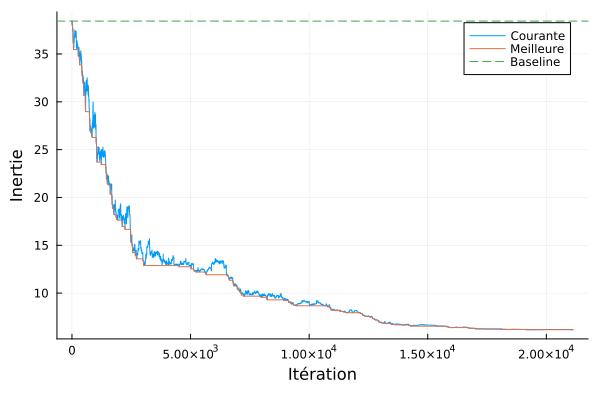 Courante
Meilleure
Baseline
35
30
25
20
15
10
Inertie
0
5.00×10³
1.00×10⁴
1.50×10⁴
2.00×10⁴
Itération